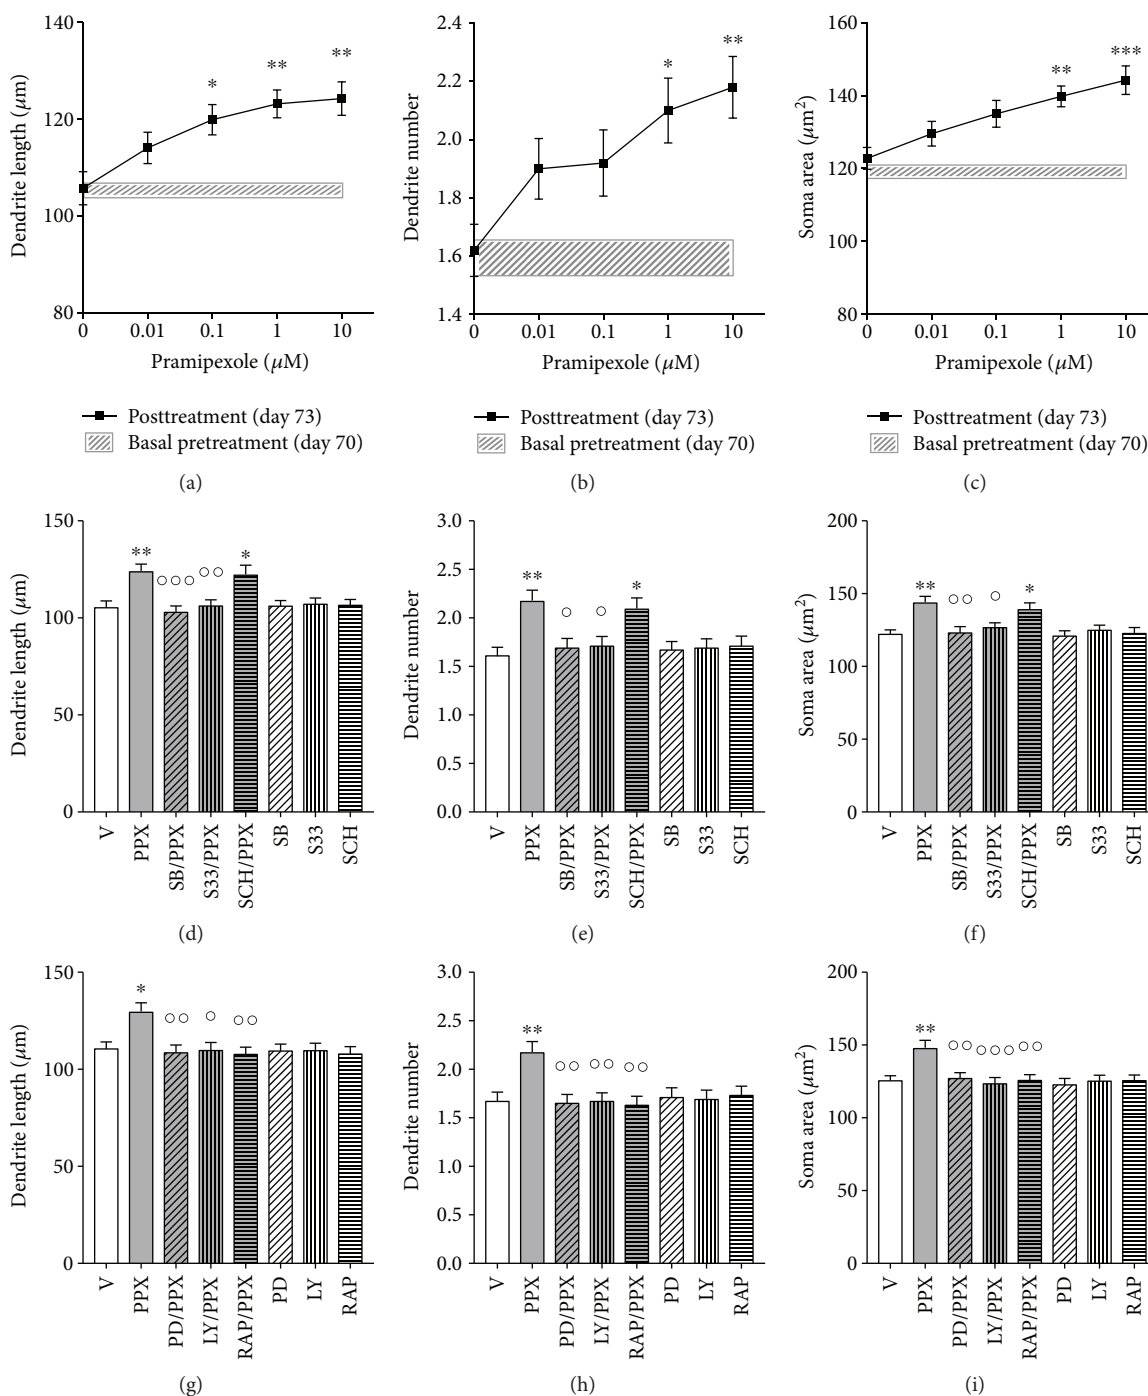 140
120
100
80
Dendrite length (μm)
*
**
**
0 0.01 0.1 1 10
Pramipexole (μM)
Posttreatment (day 73)
Basal pretreatment (day 70)
(a)
2.4
2.2
2.0
1.8
1.6
1.4
Dendrite number
*
**
0 0.01 0.1 1 10
Pramipexole (μM)
Posttreatment (day 73)
Basal pretreatment (day 70)
(b)
160
140
120
100
80
Soma area (μm²)
**
***
0 0.01 0.1 1 10
Pramipexole (μM)
Posttreatment (day 73)
Basal pretreatment (day 70)
(c)
150
100
50
0
Dendrite length (μm)
** ○○○ ○○ *
V PPX SB/PPX S33/PPX SCH/PPX SB S33 SCH
(d)
3.0
2.5
2.0
1.5
1.0
0.5
0.0
Dendrite number
** ○ ○ *
V PPX SB/PPX S33/PPX SCH/PPX SB S33 SCH
(e)
200
150
100
50
0
Soma area (μm²)
** ○○ ○ *
V PPX SB/PPX S33/PPX SCH/PPX SB S33 SCH
(f)
150
100
50
0
Dendrite length (μm)
* ○○ ○ ○○
V PPX PD/PPX LY/PPX RAP/PPX PD LY RAP
(g)
3.0
2.5
2.0
1.5
1.0
0.5
0.0
Dendrite number
** ○○ ○○ ○○
V PPX PD/PPX LY/PPX RAP/PPX PD LY RAP
(h)
200
150
100
50
0
Soma area (μm²)
** ○○ ○○○ ○○
V PPX PD/PPX LY/PPX RAP/PPX PD LY RAP
(i)